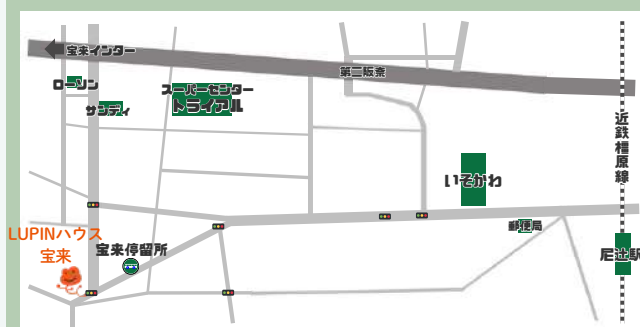 宝来インター
第二阪奈
ローソン
サンディ
スーパーセンター
トライアル
近鉄橿原線
いそかわ
郵便局
尼辻駅
LUPINハウス
宝来
宝来停留所